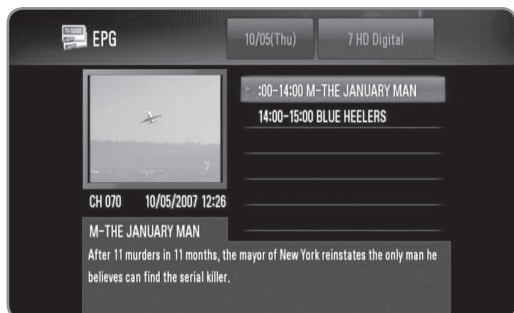 TV GUIDE
EPG
10/05(Thu)
7 HD Digital
:00-14:00 M-THE JANUARY MAN
14:00-15:00 BLUE HEELERS
CH 070 10/05/2007 12:26
M-THE JANUARY MAN
After 11 murders in 11 months, the mayor of New York reinstates the only man he
believes can find the serial killer.